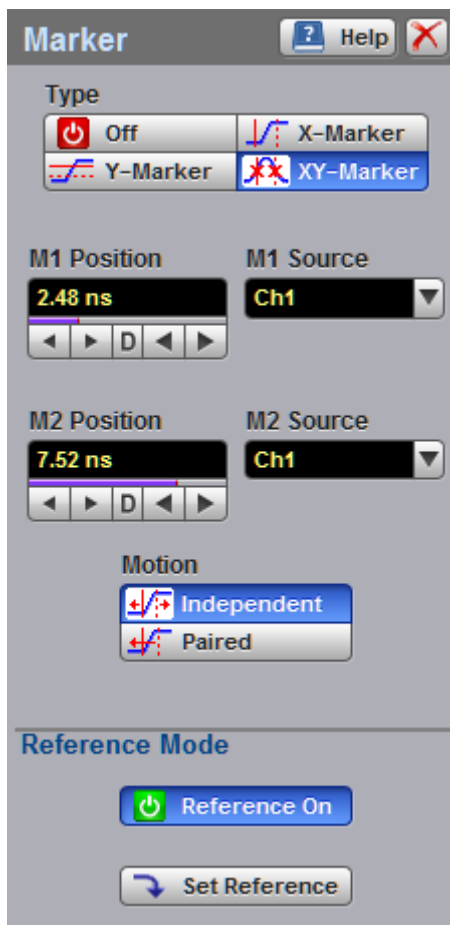 Marker ? Help
Type
Off X-Marker
Y-Marker XY-Marker
M1 Position M1 Source
2.48 ns Ch1
D
M2 Position M2 Source
7.52 ns Ch1
D
Motion
Independent
Paired
Reference Mode
Reference On
Set Reference